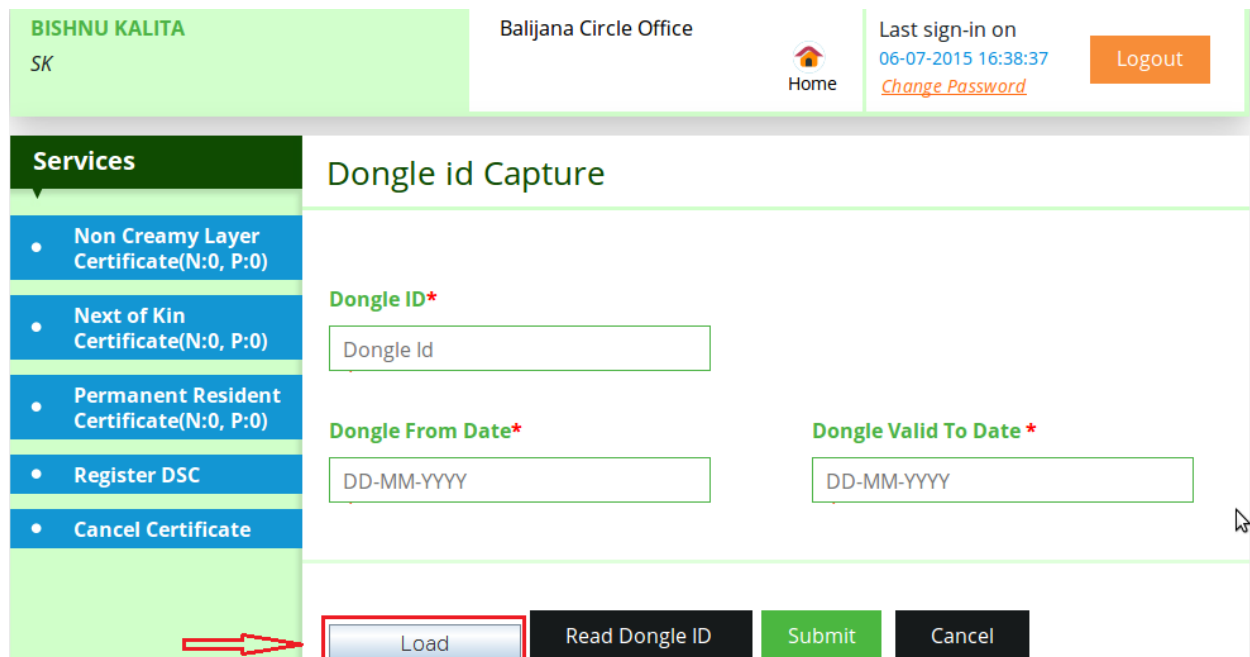 BISHNU KALITA
SK
Balijana Circle Office
Home
Last sign-in on
06-07-2015 16:38:37
Change Password
Logout
Services
Non Creamy Layer
Certificate(N:0, P:0)
Next of Kin
Certificate(N:0, P:0)
Permanent Resident
Certificate(N:0, P:0)
Register DSC
Cancel Certificate
Dongle id Capture
Dongle ID*
Dongle Id
Dongle From Date*
DD-MM-YYYY
Dongle Valid To Date *
DD-MM-YYYY
Load
Read Dongle ID
Submit
Cancel